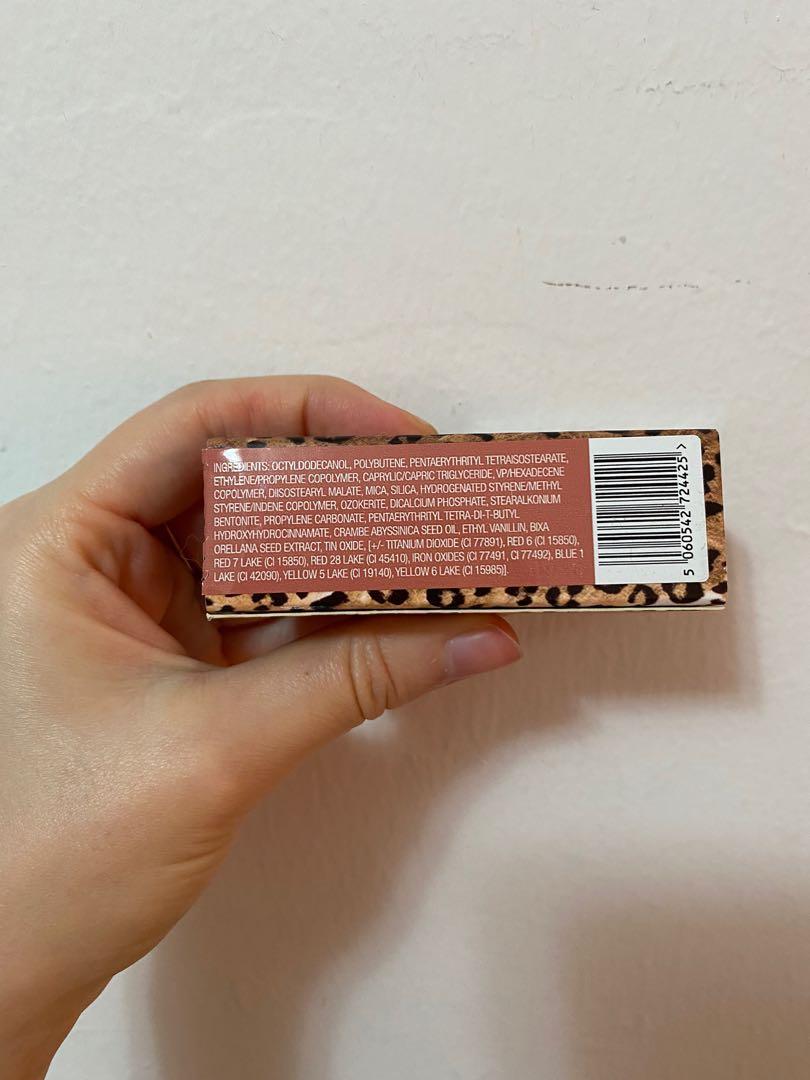 INGREDIENTS: OCTYLDODECANOL, POLYBUTENE, PENTAERYTHRITYL TETRAISOSTEARATE,
ETHYLENE/PROPYLENE COPOLYMER, CAPRYLIC/CAPRIC TRIGLYCERIDE, VP/HEXADECENE
COPOLYMER, DIISOSTEARYL MALATE, MICA, SILICA, HYDROGENATED STYRENE/METHYL
STYRENE/INDENE COPOLYMER, OZOKERITE, DICALCIUM PHOSPHATE, STEARALKONIUM
BENTONITE, PROPYLENE CARBONATE, PENTAERYTHRITYL TETRA-DI-T-BUTYL
HYDROXYHYDROCINNAMATE, CRAMBE ABYSSINICA SEED OIL, ETHYL VANILLIN, BIXA
ORELLANA SEED EXTRACT, TIN OXIDE, [+/- TITANIUM DIOXIDE (CI 77891), RED 6 (CI 15850),
RED 7 LAKE (CI 15850), RED 28 LAKE (CI 45410), IRON OXIDES (CI 77491, CI 77492), BLUE 1
LAKE (CI 42090), YELLOW 5 LAKE (CI 19140), YELLOW 6 LAKE (CI 15985)].
5 060542 724425 >